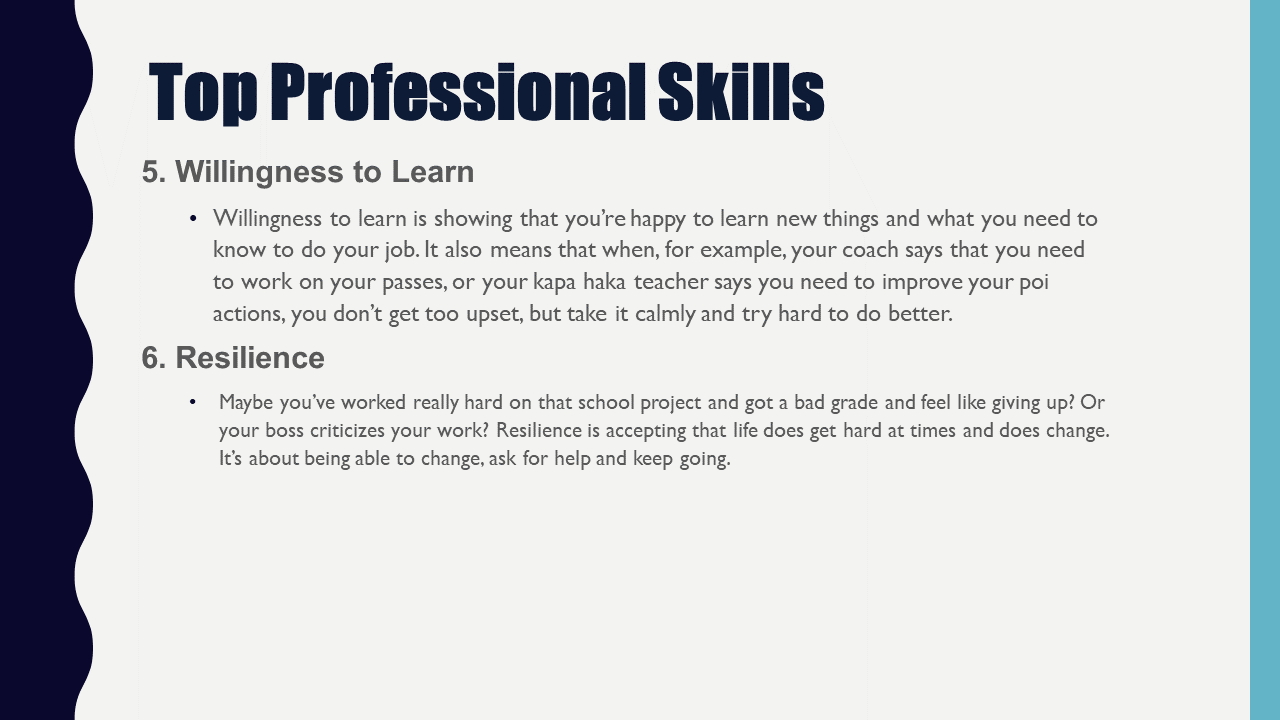 Top Professional Skills
5. Willingness to Learn
• Willingness to learn is showing that you’re happy to learn new things and what you need to
know to do your job. It also means that when, for example, your coach says that you need
to work on your passes, or your kapa haka teacher says you need to improve your poi
actions, you don’t get too upset, but take it calmly and try hard to do better.
6. Resilience
• Maybe you’ve worked really hard on that school project and got a bad grade and feel like giving up? Or
your boss criticizes your work? Resilience is accepting that life does get hard at times and does change.
It’s about being able to change, ask for help and keep going.